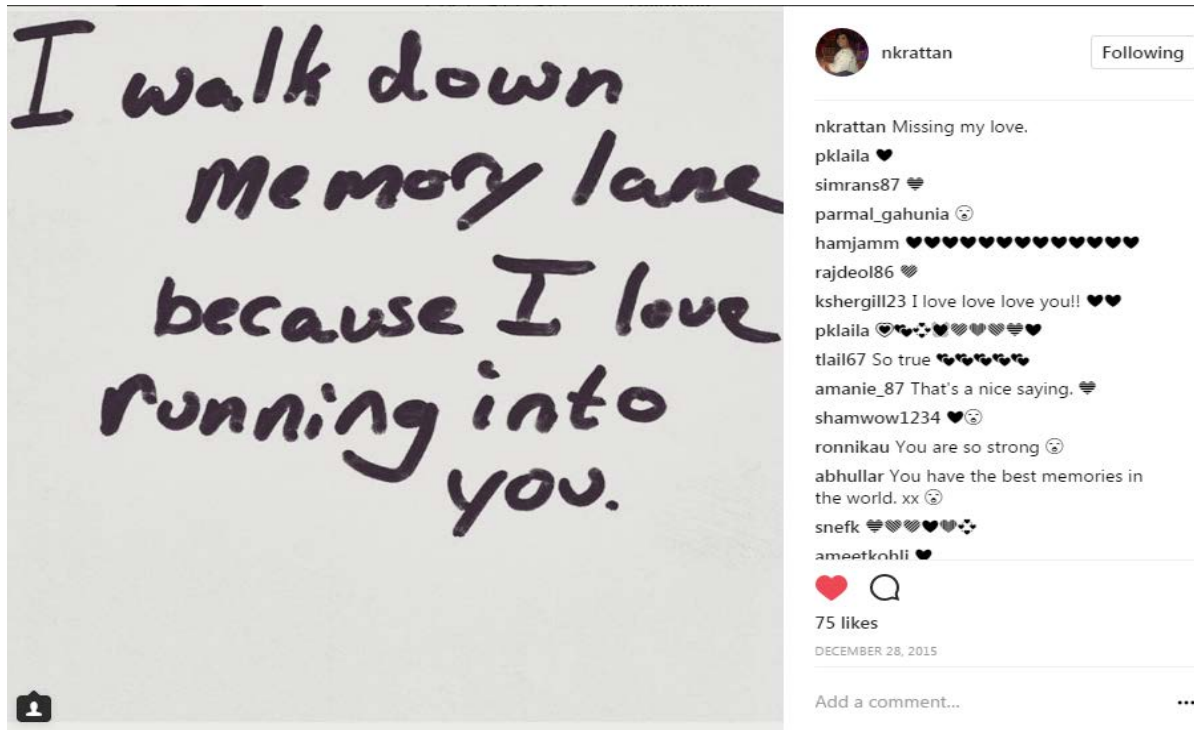 I walk down
memory lane
because I love
running into
you.
nkrattan
Following
nkrattan Missing my love.
pklaila ♥
simrans87 ♥
parmal_gahunia 😮
hamjamm ♥♥♥♥♥♥♥♥♥♥♥♥♥
rajdeol86 ♥
kshergill23 I love love love you!! ♥♥
pklaila 💟💕💞💓💘💗💖💙♥
tlail67 So true 💕💕💕💕💕
amanie_87 That's a nice saying. ♥
shamwow1234 ♥😮
ronnikau You are so strong 😮
abhullar You have the best memories in
the world. xx 😮
snefk 💙💘💘♥💗💞
ameetkohli ♥
75 likes
DECEMBER 28, 2015
Add a comment...